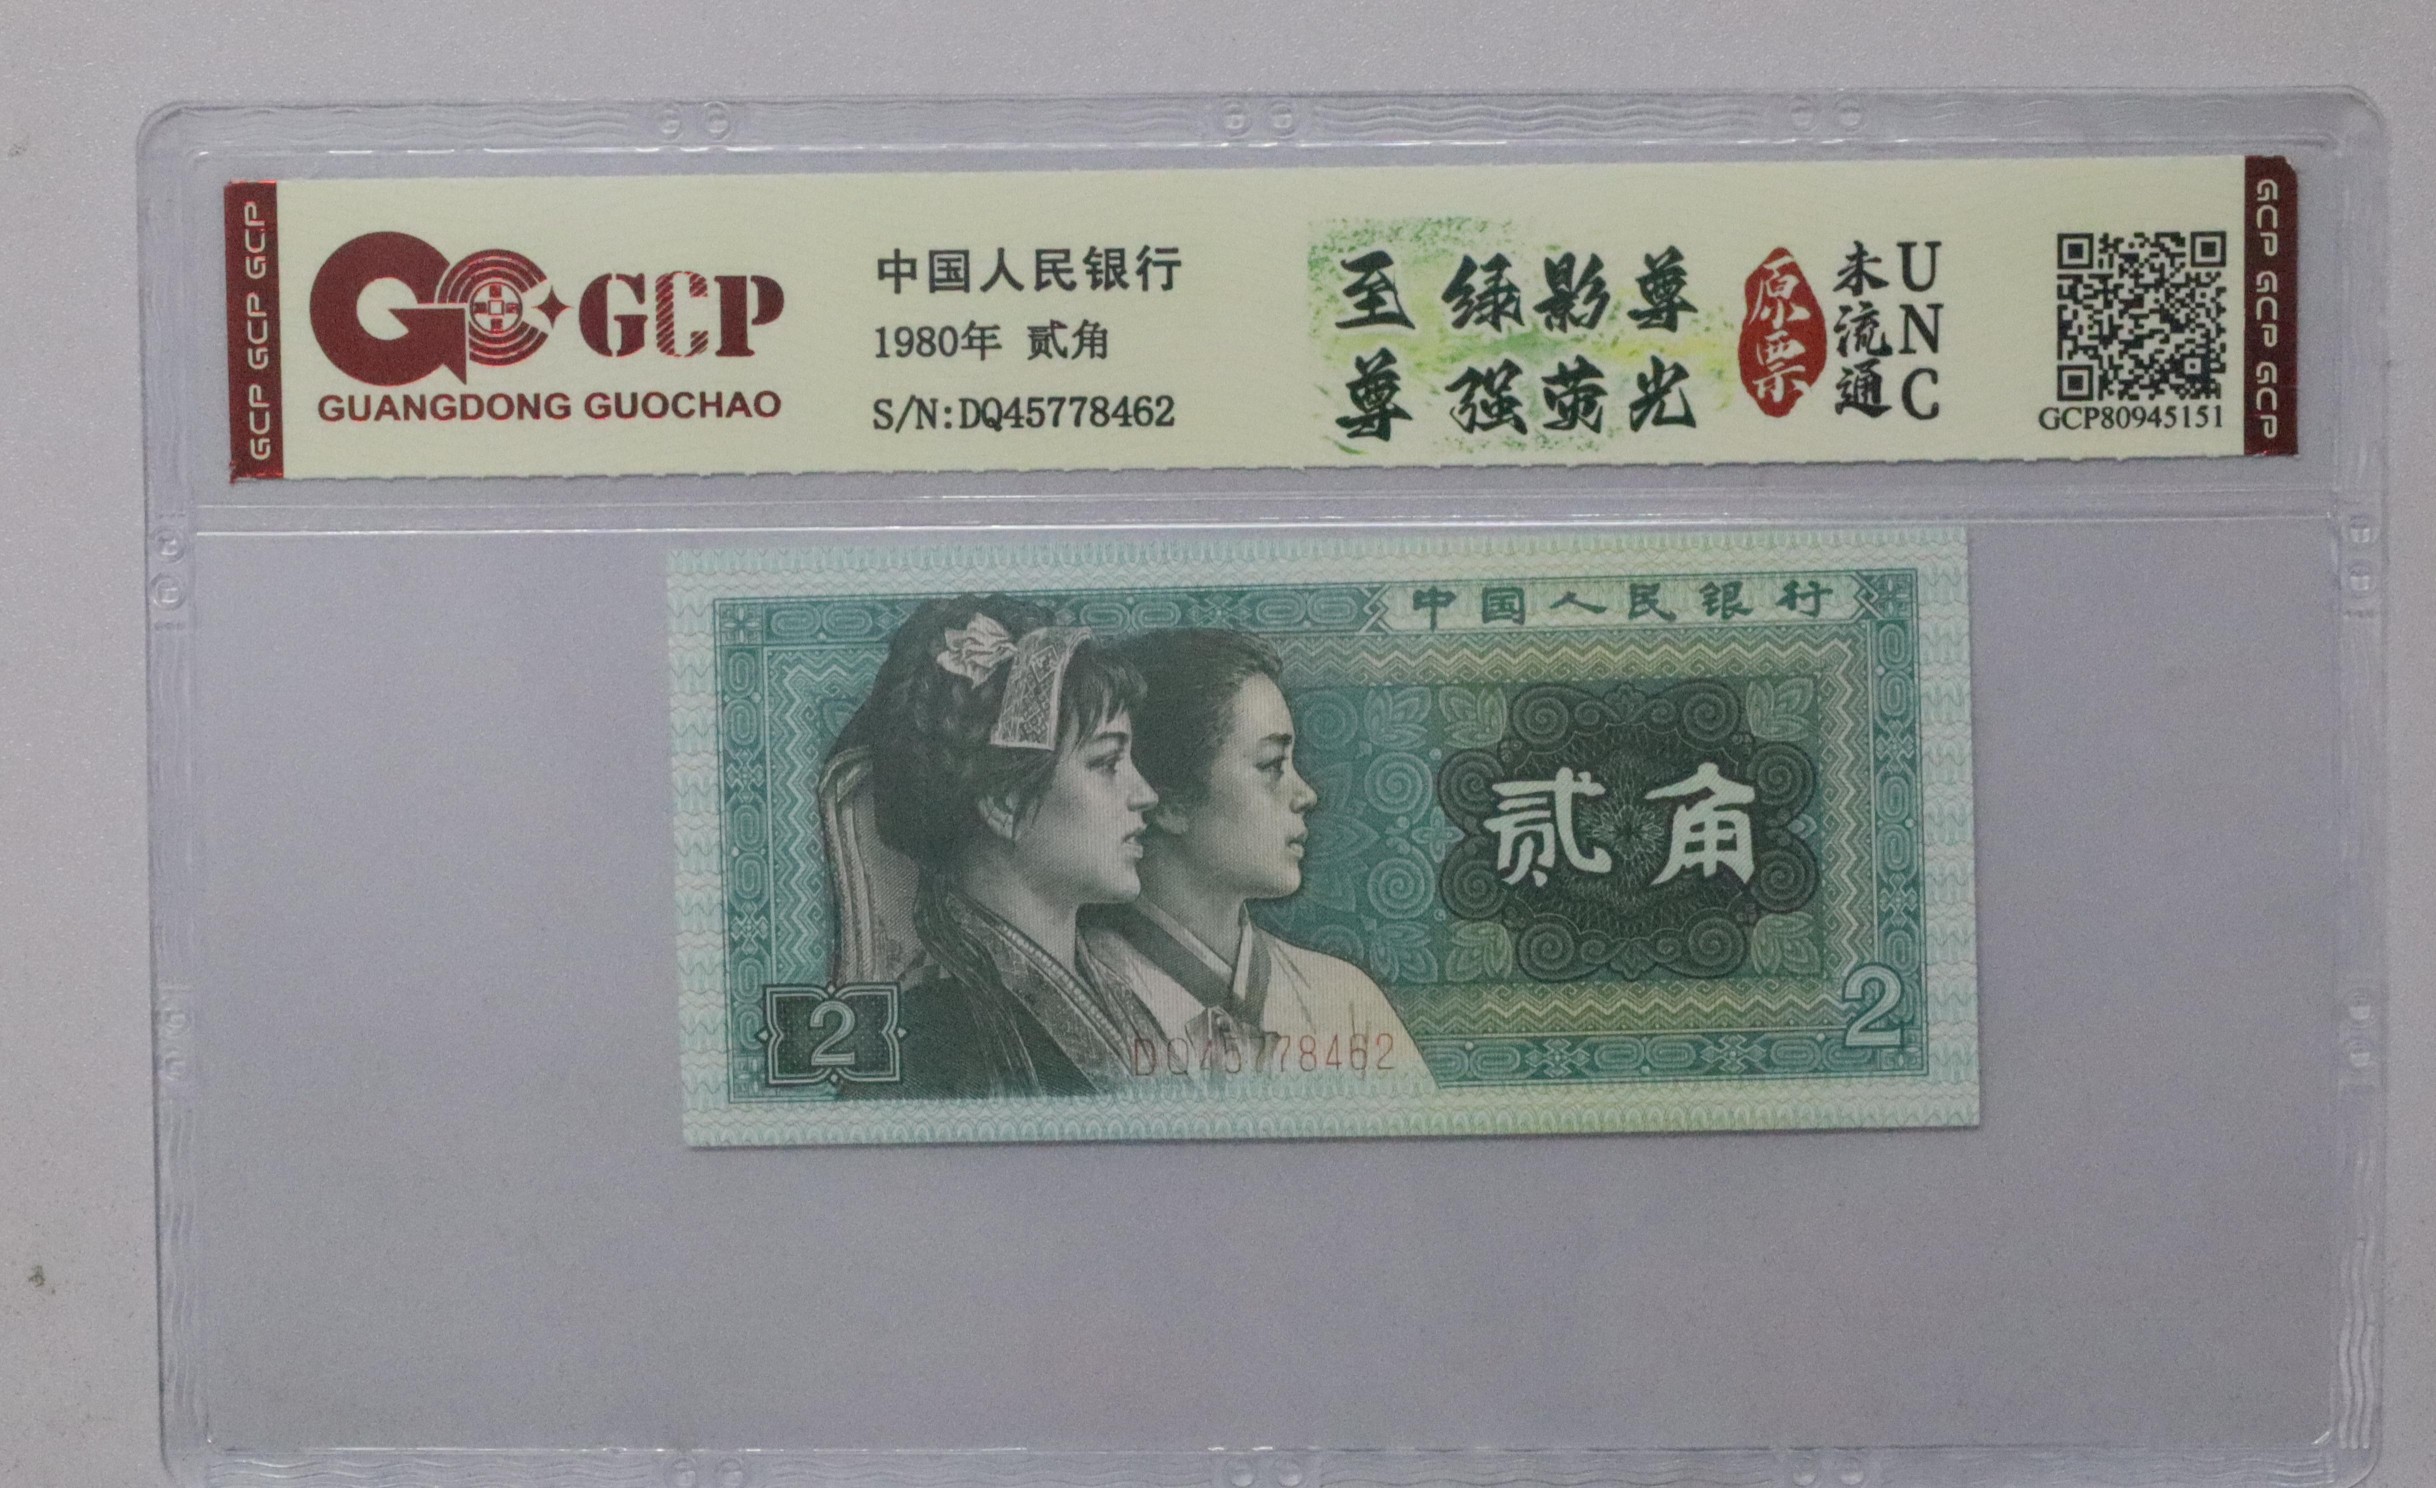 GCP GCP GCP
GCP
GUANGDONG GUOCHAO
中国人民银行
1980年 贰角
S/N:DQ45778462
至 绿影尊
尊 强荧光
原票
未流通
UNC
GCP80945151
GCP GCP GCP
中国人民银行
贰角
2
2
DQ45778462